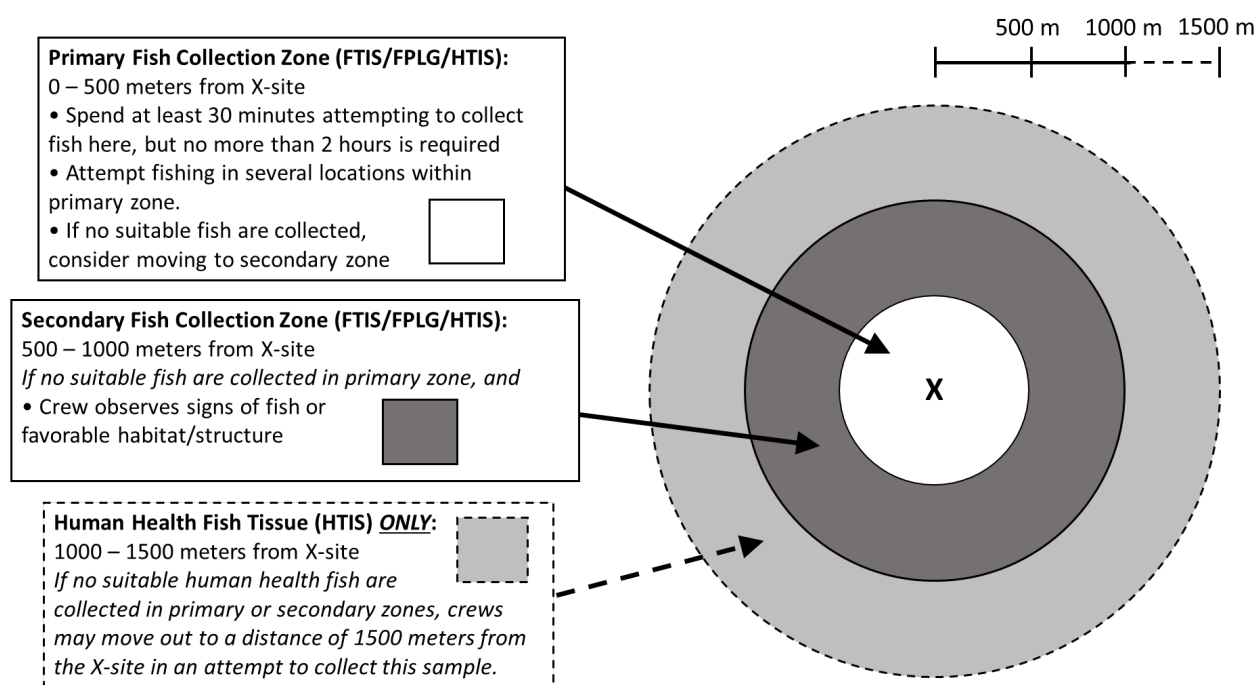 500 m 1000 m 1500 m
Primary Fish Collection Zone (FTIS/FPLG/HTIS):
0 – 500 meters from X-site
• Spend at least 30 minutes attempting to collect
fish here, but no more than 2 hours is required
• Attempt fishing in several locations within
primary zone.
• If no suitable fish are collected,
consider moving to secondary zone
Secondary Fish Collection Zone (FTIS/FPLG/HTIS):
500 – 1000 meters from X-site
If no suitable fish are collected in primary zone, and
• Crew observes signs of fish or
favorable habitat/structure
Human Health Fish Tissue (HTIS) ONLY:
1000 – 1500 meters from X-site
If no suitable human health fish are
collected in primary or secondary zones, crews
may move out to a distance of 1500 meters from
the X-site in an attempt to collect this sample.
X